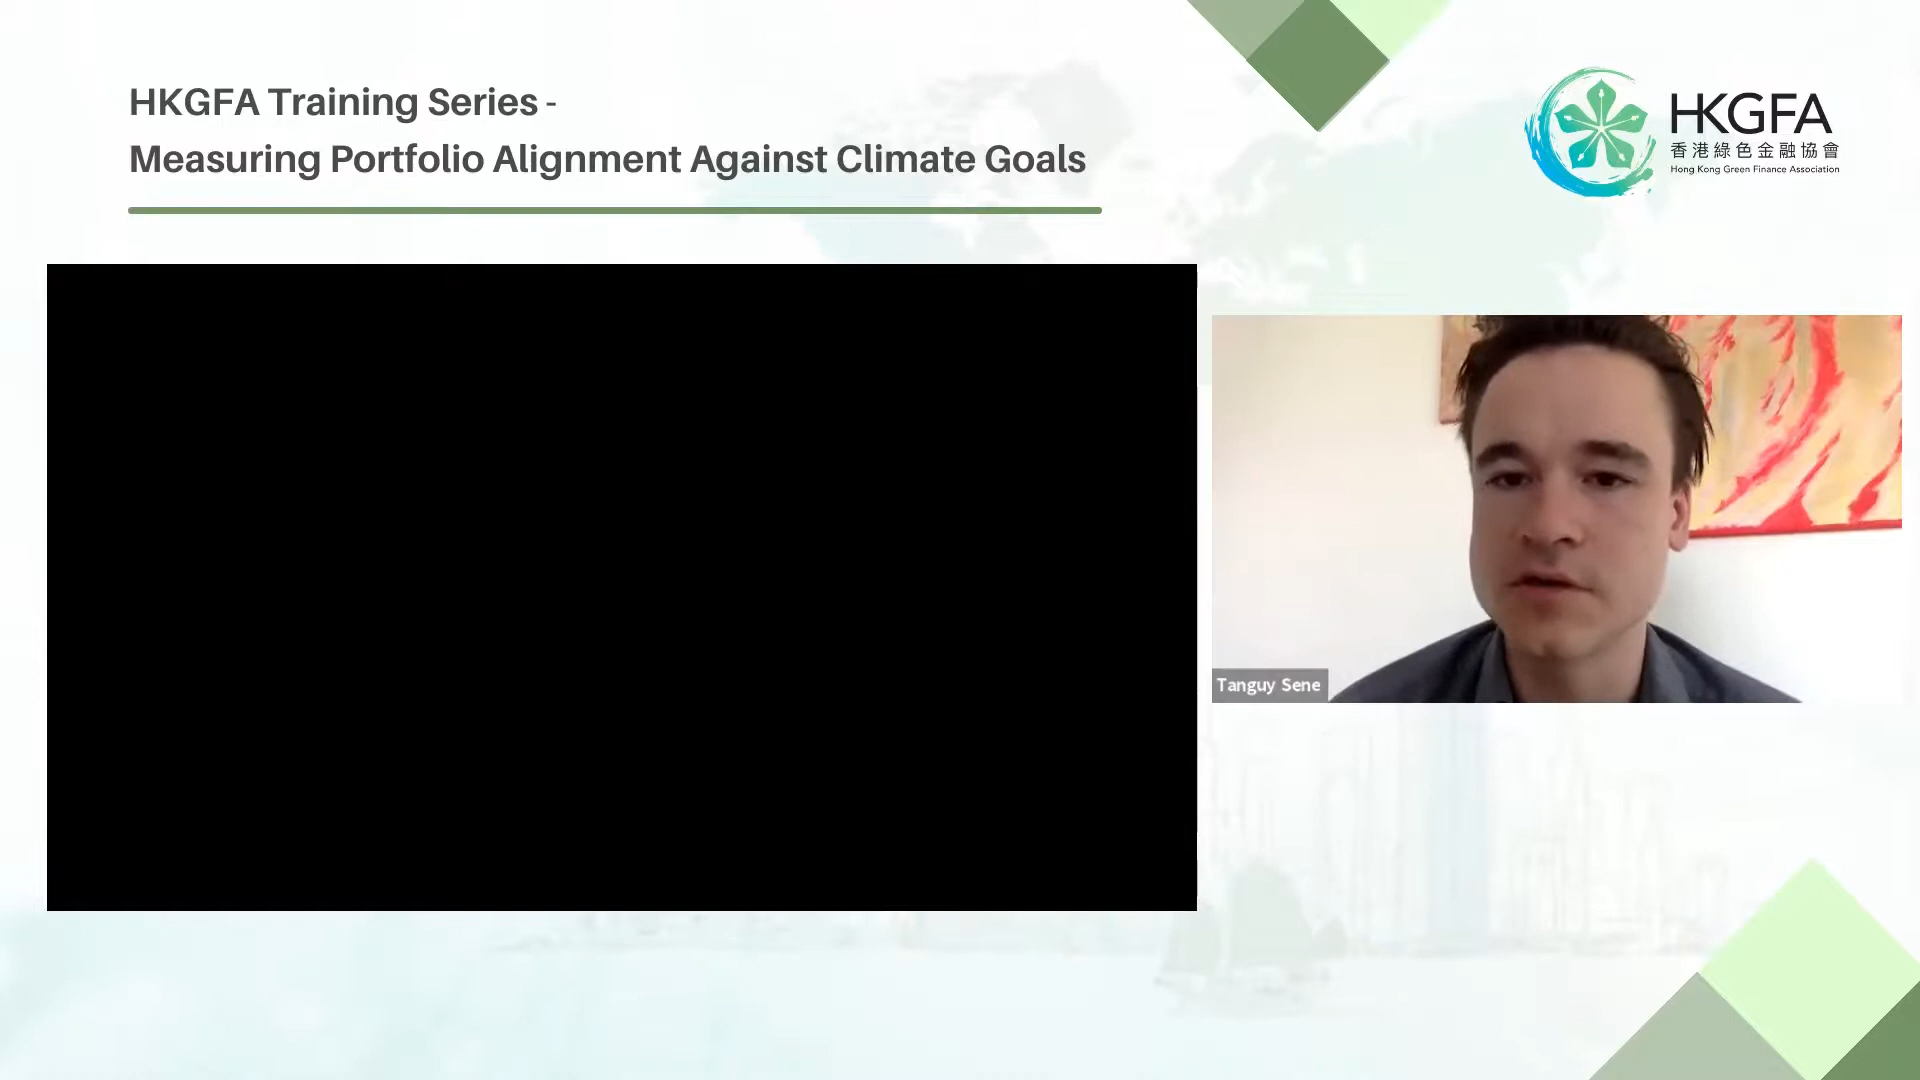 HKGFA Training Series -
Measuring Portfolio Alignment Against Climate Goals
HKGFA
香港綠色金融協會
Hong Kong Green Finance Association
Tanguy Sene